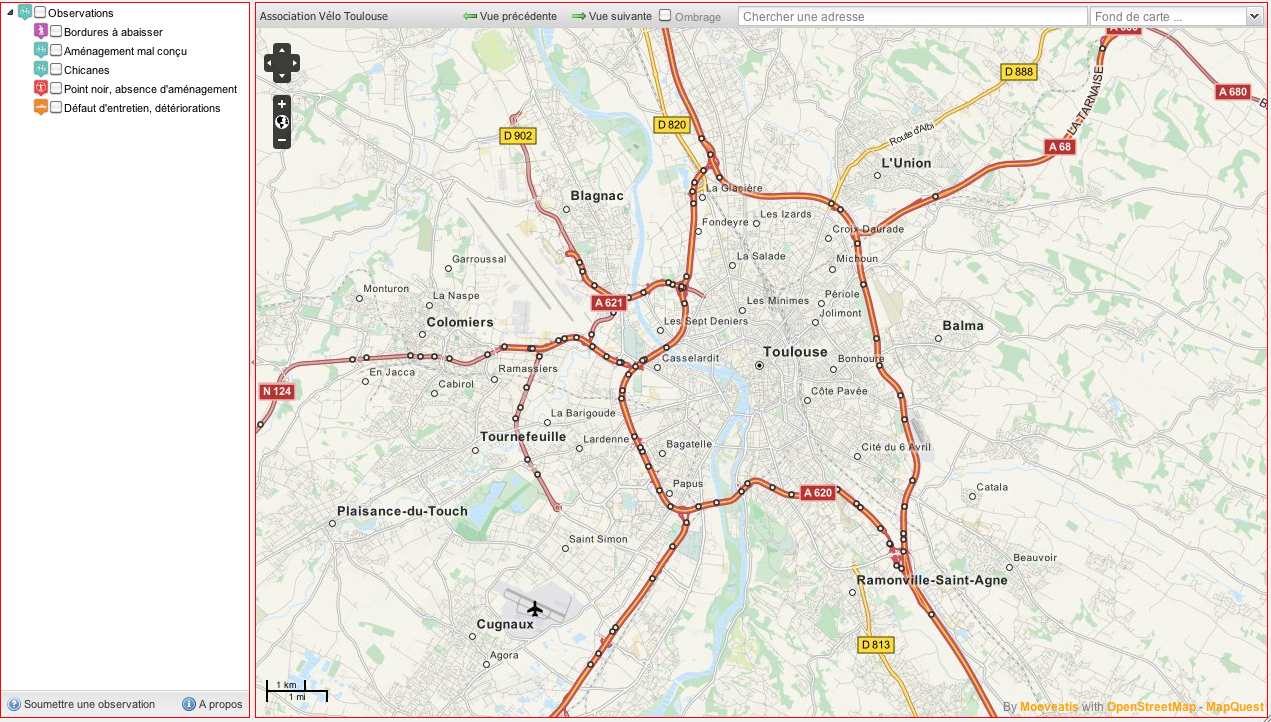 Observations
Bordures à abaisser
Aménagement mal conçu
Chicanes
Point noir, absence d'aménagement
Défaut d'entretien, détériorations
Soumettre une observation
A propos
Association Vélo Toulouse
Vue précédente
Vue suivante
Ombrage
Chercher une adresse
Fond de carte ...
D 888
A 680
LA TARNAISE
D 820
D 902
Route d'Albi
A 68
L'Union
La Glacière
Blagnac
Les Izards
Fondeyre
Croix Daurade
La Salade
Michoun
Garroussal
Monturon
La Naspe
A 621
Les Minimes
Périole
Jolimont
Colomiers
Les Sept Deniers
Balma
Toulouse
Casselardit
Bonhoure
En Jacca
Ramassiers
Cabirol
N 124
Côte Pavée
La Barigoude
Tournefeuille
Lardenne
Bagatelle
Cité du 6 Avril
Papus
A 620
Catala
Plaisance-du-Touch
Saint Simon
Beauvoir
Ramonville-Saint-Agne
Cugnaux
D 813
Agora
1 km
1 mi
By Mooveatis with OpenStreetMap - MapQuest